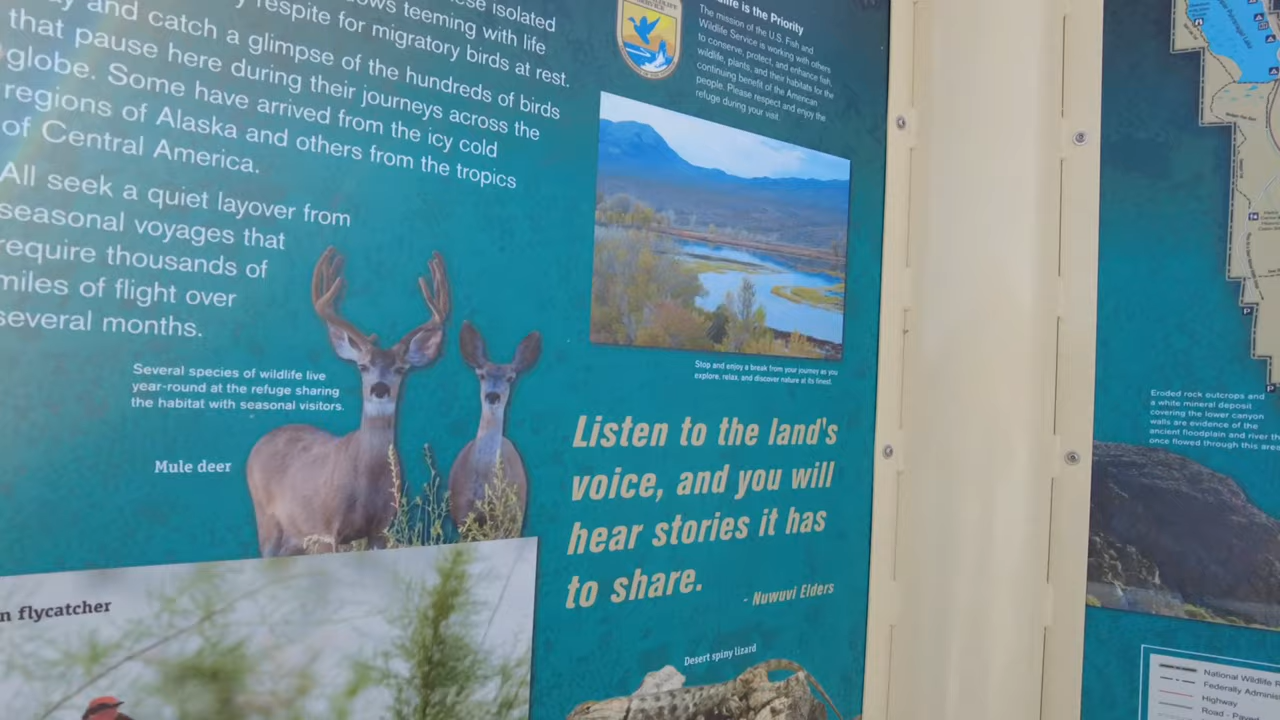 these isolated
teeming with life
respite for migratory birds at rest.
and catch a glimpse of the hundreds of birds
that pause here during their journeys across the
globe. Some have arrived from the icy cold
regions of Alaska and others from the tropics
of Central America.
All seek a quiet layover from
seasonal voyages that
require thousands of
miles of flight over
several months.
Several species of wildlife live
year-round at the refuge sharing
the habitat with seasonal visitors.
Mule deer
n flycatcher
life is the Priority
The mission of the U.S. Fish and
Wildlife Service is working with others
to conserve, protect, and enhance fish,
wildlife, plants, and their habitats for the
continuing benefit of the American
people. Please respect and enjoy the
refuge during your visit.
Stop and enjoy a break from your journey as you
explore, relax, and discover nature at its finest.
Listen to the land's
voice, and you will
hear stories it has
to share.
- Nuwuvi Elders
Desert spiny lizard
P
P
Eroded rock outcrops and
a white mineral deposit
covering the lower canyon
walls are evidence of the
ancient floodplain and river th
once flowed through this area
National Wildlife R
Federally Adminis
Highway
Road - Paved